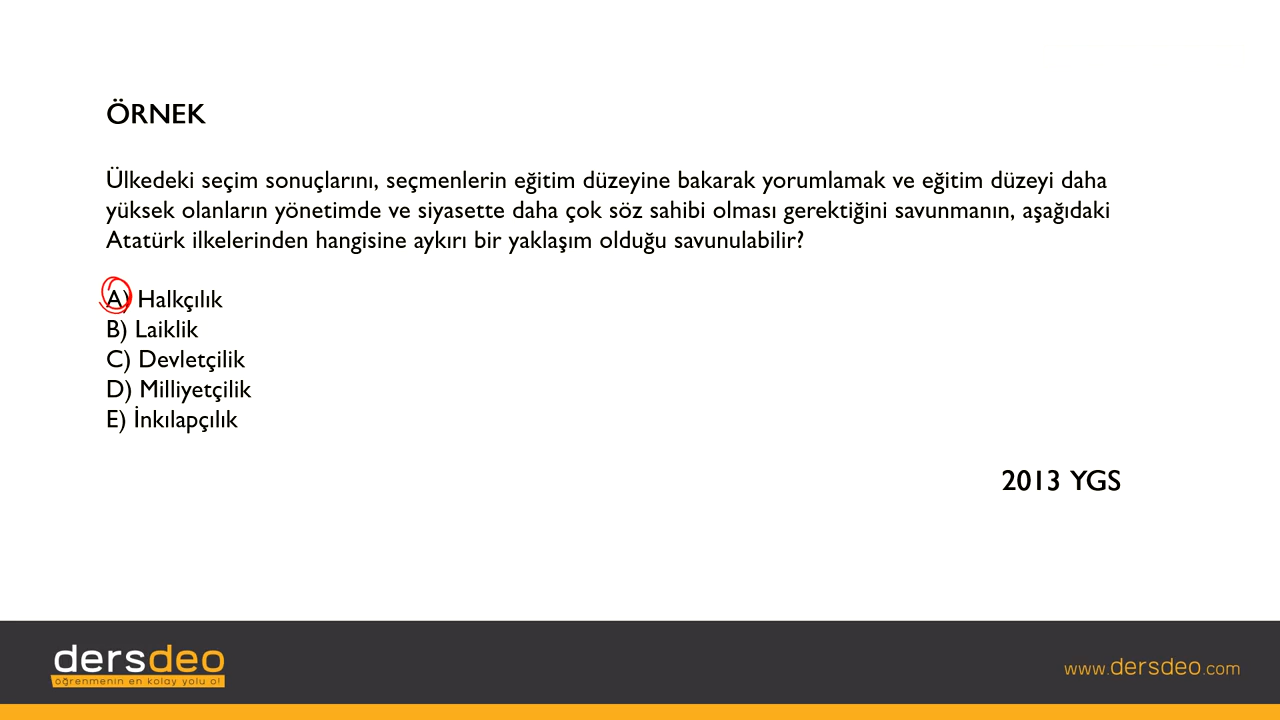 ÖRNEK
Ülkedeki seçim sonuçlarını, seçmenlerin eğitim düzeyine bakarak yorumlamak ve eğitim düzeyi daha
yüksek olanların yönetimde ve siyasette daha çok söz sahibi olması gerektiğini savunmanın, aşağıdaki
Atatürk ilkelerinden hangisine aykırı bir yaklaşım olduğu savunulabilir?
A) Halkçılık
B) Laiklik
C) Devletçilik
D) Milliyetçilik
E) İnkılapçılık
2013 YGS
dersdeo
öğrenmenin en kolay yolu o!
www.dersdeo.com